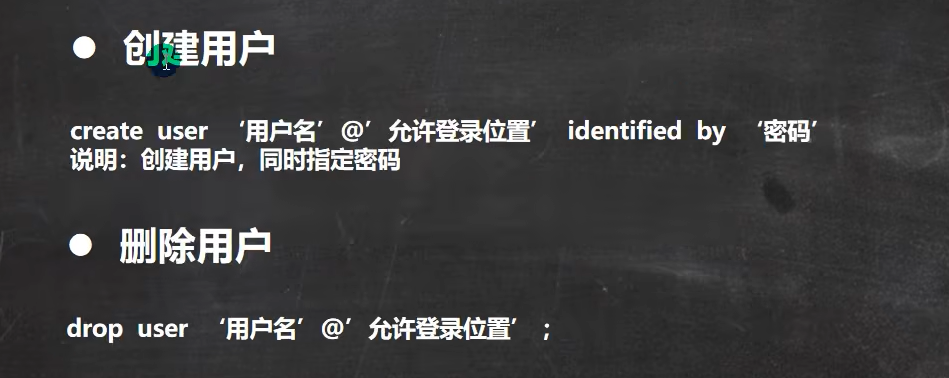 ● 创建用户
create user ‘用户名’ @’ 允许登录位置’ identified by ‘密码’
说明：创建用户，同时指定密码
● 删除用户
drop user ‘用户名’ @’ 允许登录位置’ ；